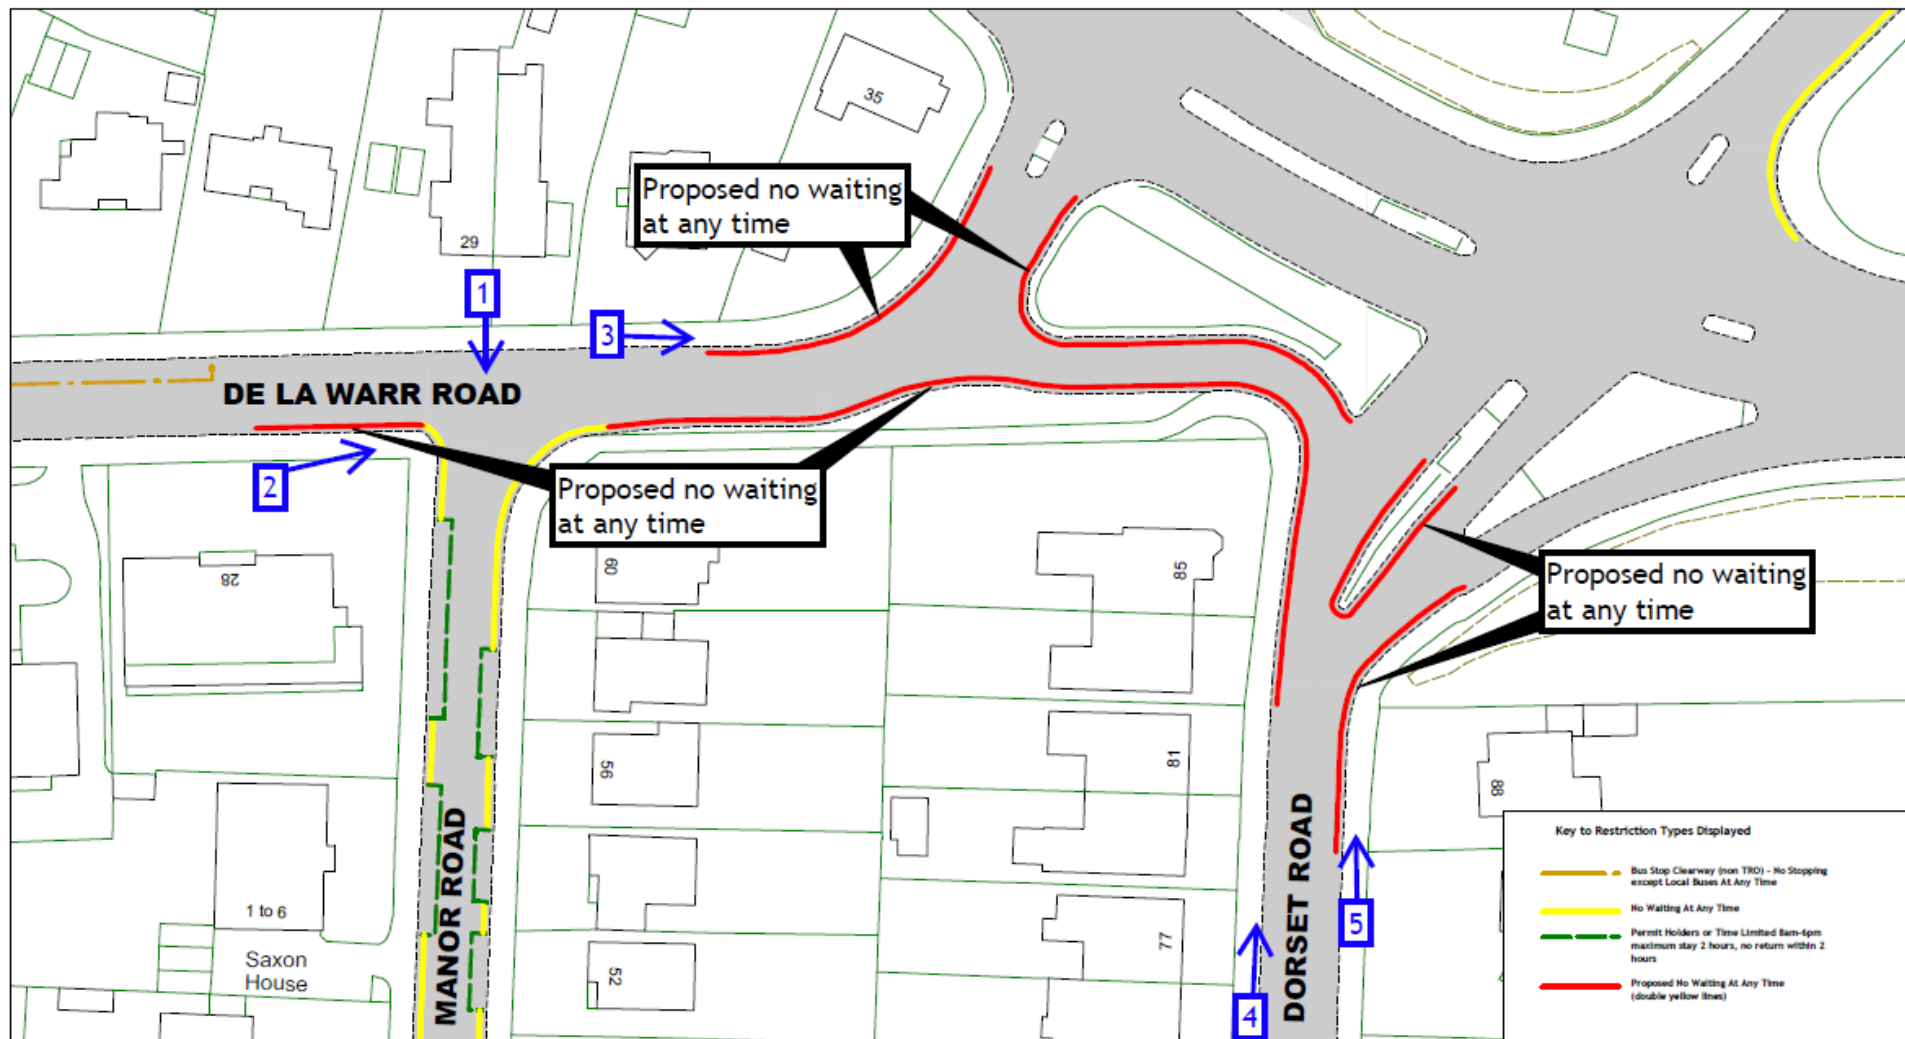 35
Proposed no waiting
at any time
29
1
3
DE LA WARR ROAD
2
Proposed no waiting
at any time
28
60
85
Proposed no waiting
at any time
56
81
88
MANOR ROAD
DORSET ROAD
1 to 6
Saxon
House
52
77
4
5
Key to Restriction Types Displayed
Bus Stop Clearway (non TRO) - No Stopping
except Local Buses At Any Time
No Waiting At Any Time
Permit Holders or Time Limited 8am-6pm
maximum stay 2 hours, no return within 2
hours
Proposed No Waiting At Any Time
(double yellow lines)